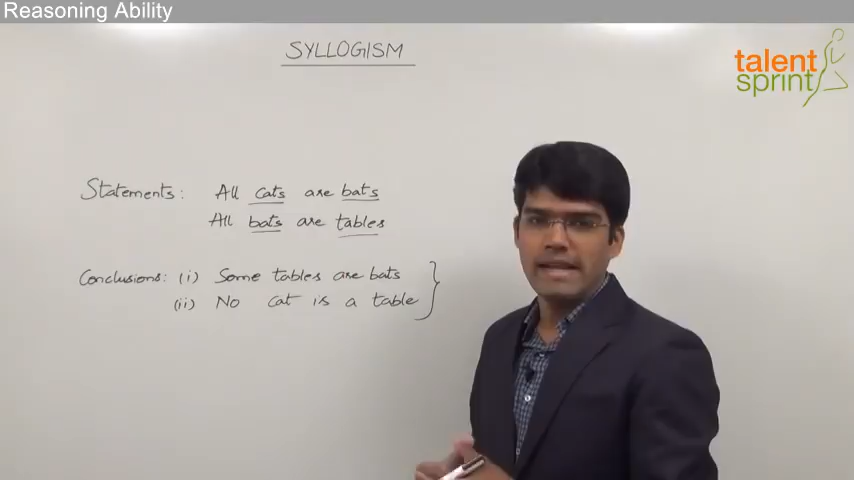 Reasoning Ability
SYLLOGISM
talent
sprint
Statements: All cats are bats
All bats are tables
Conclusions: (i) Some tables are bats
(ii) No cat is a table